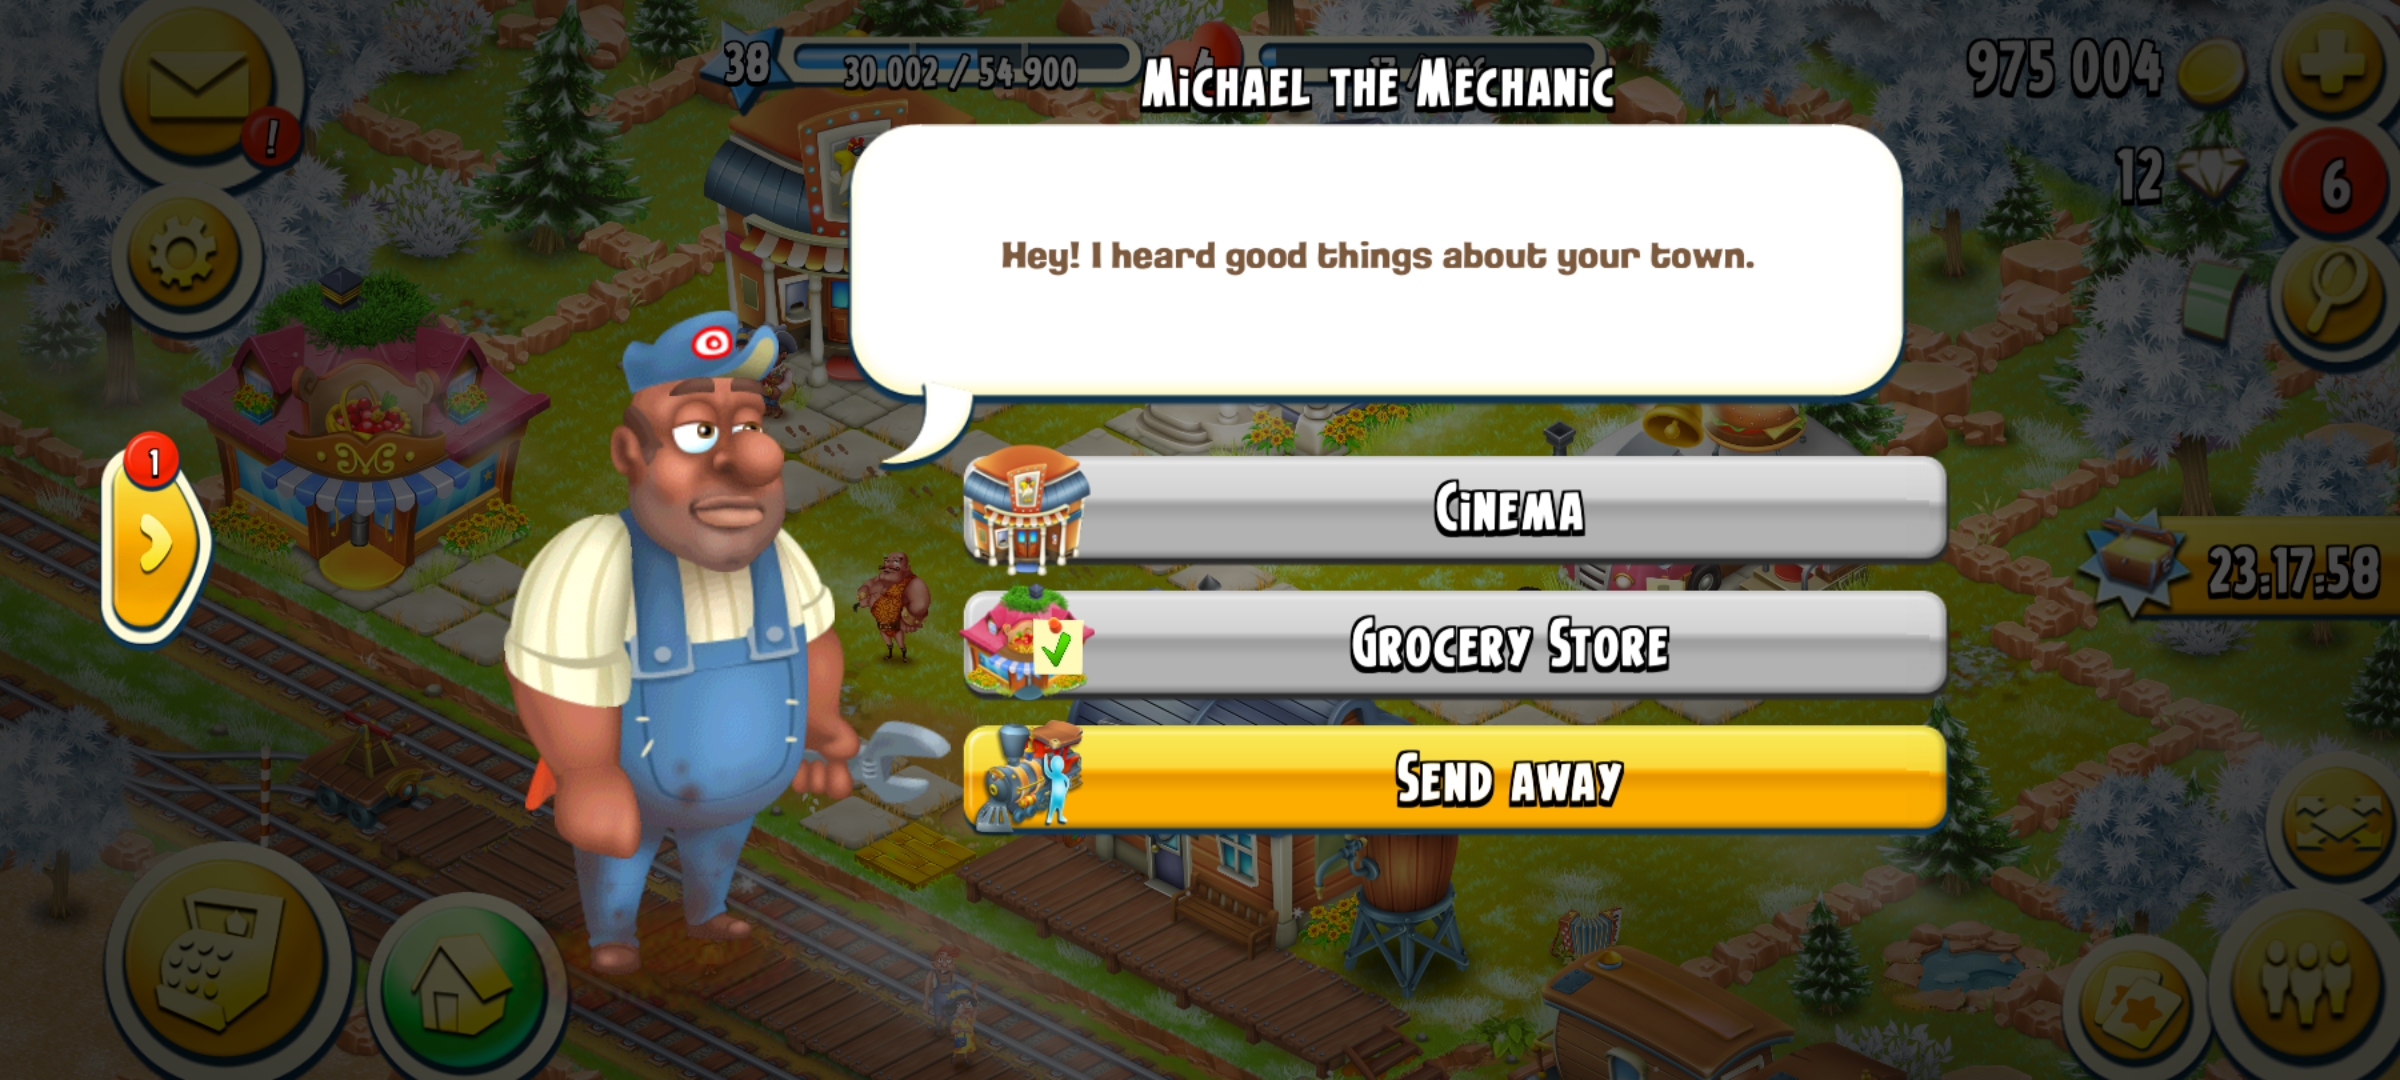 38
30 002 / 54 900
975 004
Michael the Mechanic
!
12
6
Hey! I heard good things about your town.
1
Cinema
23:17:58
Grocery Store
Send away